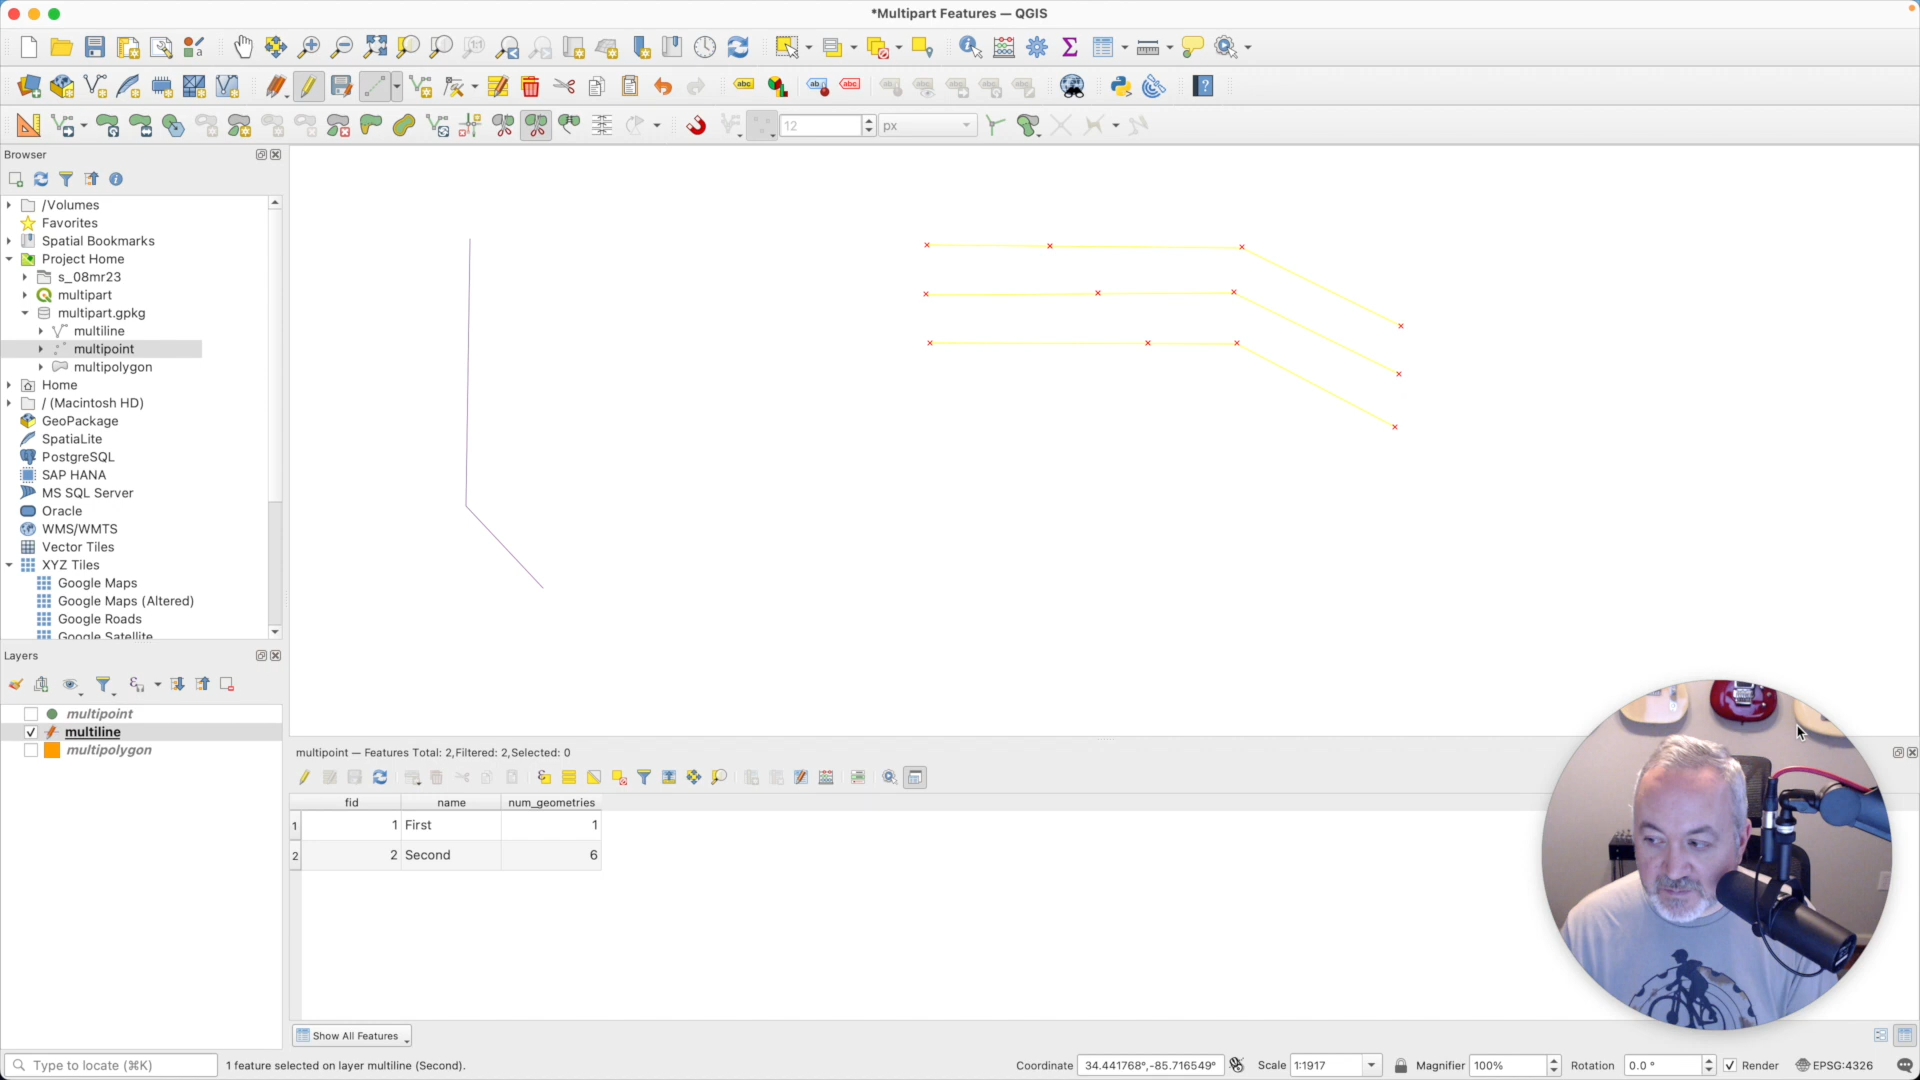 *Multipart Features — QGIS
abc
abc
12
px
Browser
/Volumes
Favorites
Spatial Bookmarks
Project Home
s_08mr23
multipart
multipart.gpkg
multiline
multipoint
multipolygon
Home
/ (Macintosh HD)
GeoPackage
SpatiaLite
PostgreSQL
SAP HANA
MS SQL Server
Oracle
WMS/WMTS
Vector Tiles
XYZ Tiles
Google Maps
Google Maps (Altered)
Google Roads
Google Satellite
Layers
multipoint
multiline
multipolygon
multipoint — Features Total: 2, Filtered: 2, Selected: 0
fid name num_geometries
1 1 First 1
2 2 Second 6
Show All Features
Type to locate (⌘K) 1 feature selected on layer multiline (Second). Coordinate 34.441768°,-85.716549° Scale 1:1917 Magnifier 100% Rotation 0.0 ° Render EPSG:4326